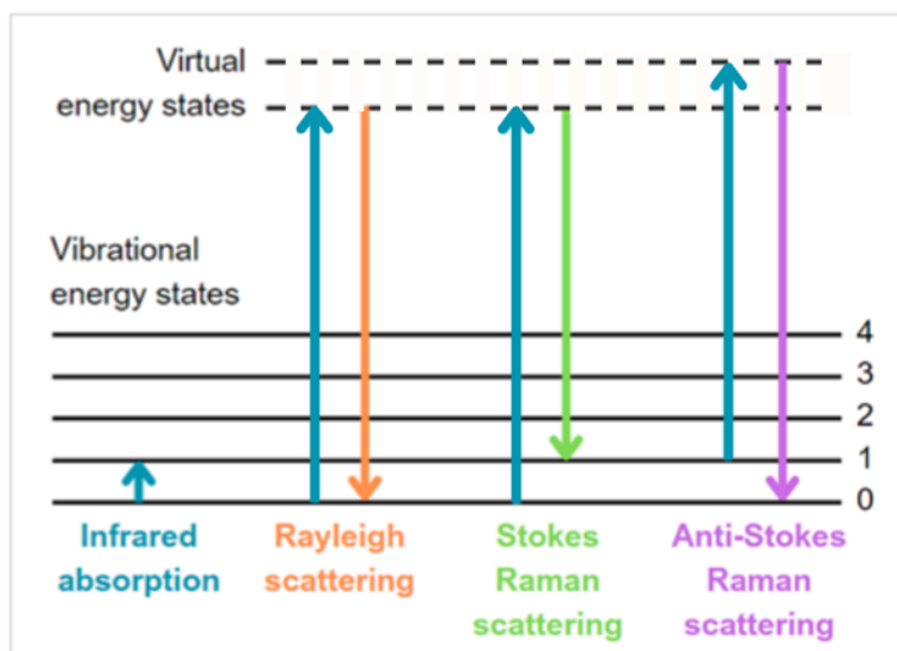 Virtual
energy states
Vibrational
energy states
4
3
2
1
0
Infrared
absorption
Rayleigh
scattering
Stokes
Raman
scattering
Anti-Stokes
Raman
scattering